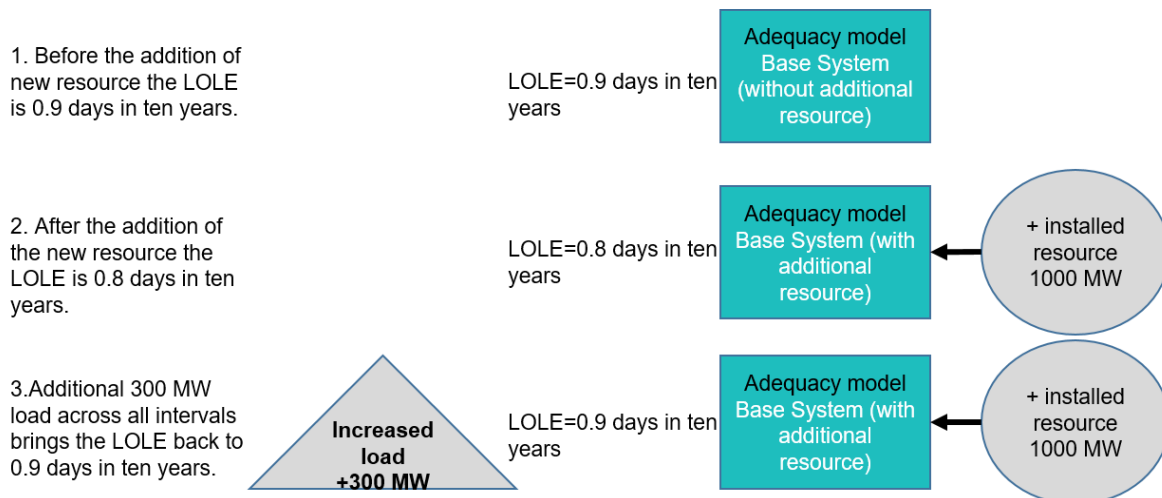 1. Before the addition of
new resource the LOLE
is 0.9 days in ten years.
LOLE=0.9 days in ten
years
Adequacy model
Base System
(without additional
resource)
2. After the addition of
the new resource the
LOLE is 0.8 days in ten
years.
LOLE=0.8 days in ten
years
Adequacy model
Base System (with
additional
resource)
+ installed
resource
1000 MW
3.Additional 300 MW
load across all intervals
brings the LOLE back to
0.9 days in ten years.
Increased
load
+300 MW
LOLE=0.9 days in ten
years
Adequacy model
Base System (with
additional
resource)
+ installed
resource
1000 MW